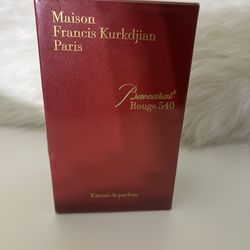 Maison
Francis Kurkdjian
Paris
Baccarat
Rouge 540
Extrait de parfum